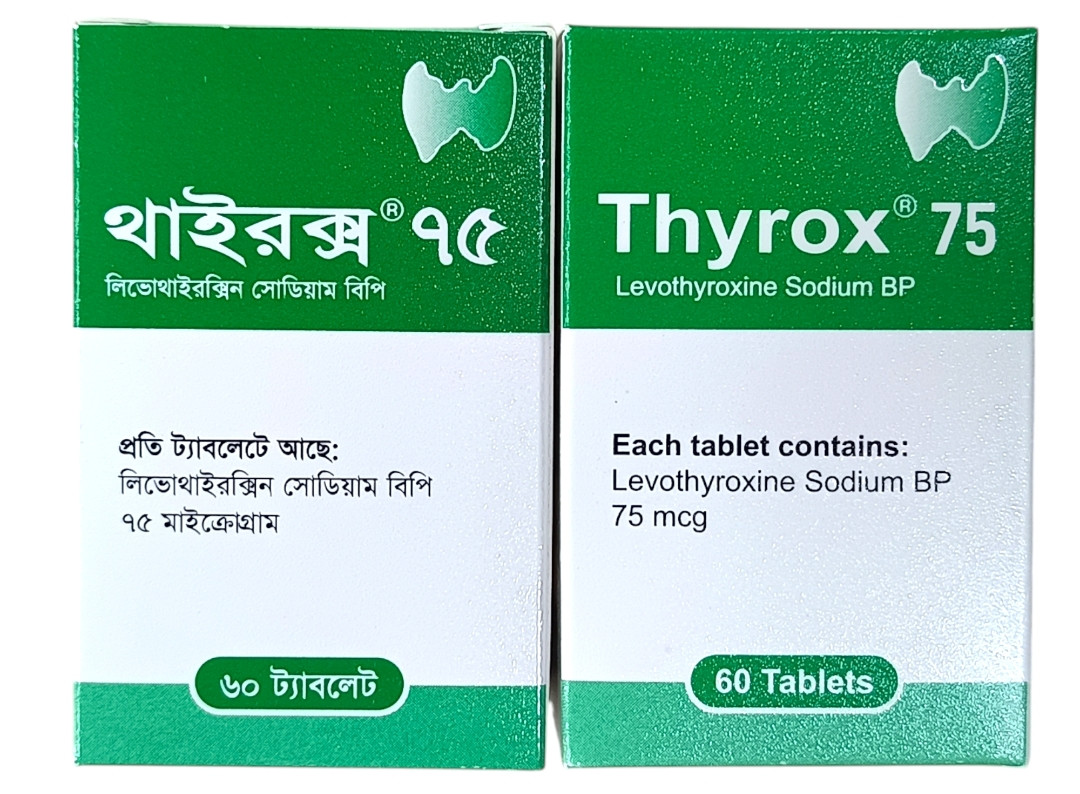 থাইরক্স® ৭৫
লিভোথাইরক্সিন সোডিয়াম বিপি
প্রতি ট্যাবলেটে আছে:
লিভোথাইরক্সিন সোডিয়াম বিপি
৭৫ মাইক্রোগ্রাম
৬০ ট্যাবলেট
Thyrox® 75
Levothyroxine Sodium BP
Each tablet contains:
Levothyroxine Sodium BP
75 mcg
60 Tablets